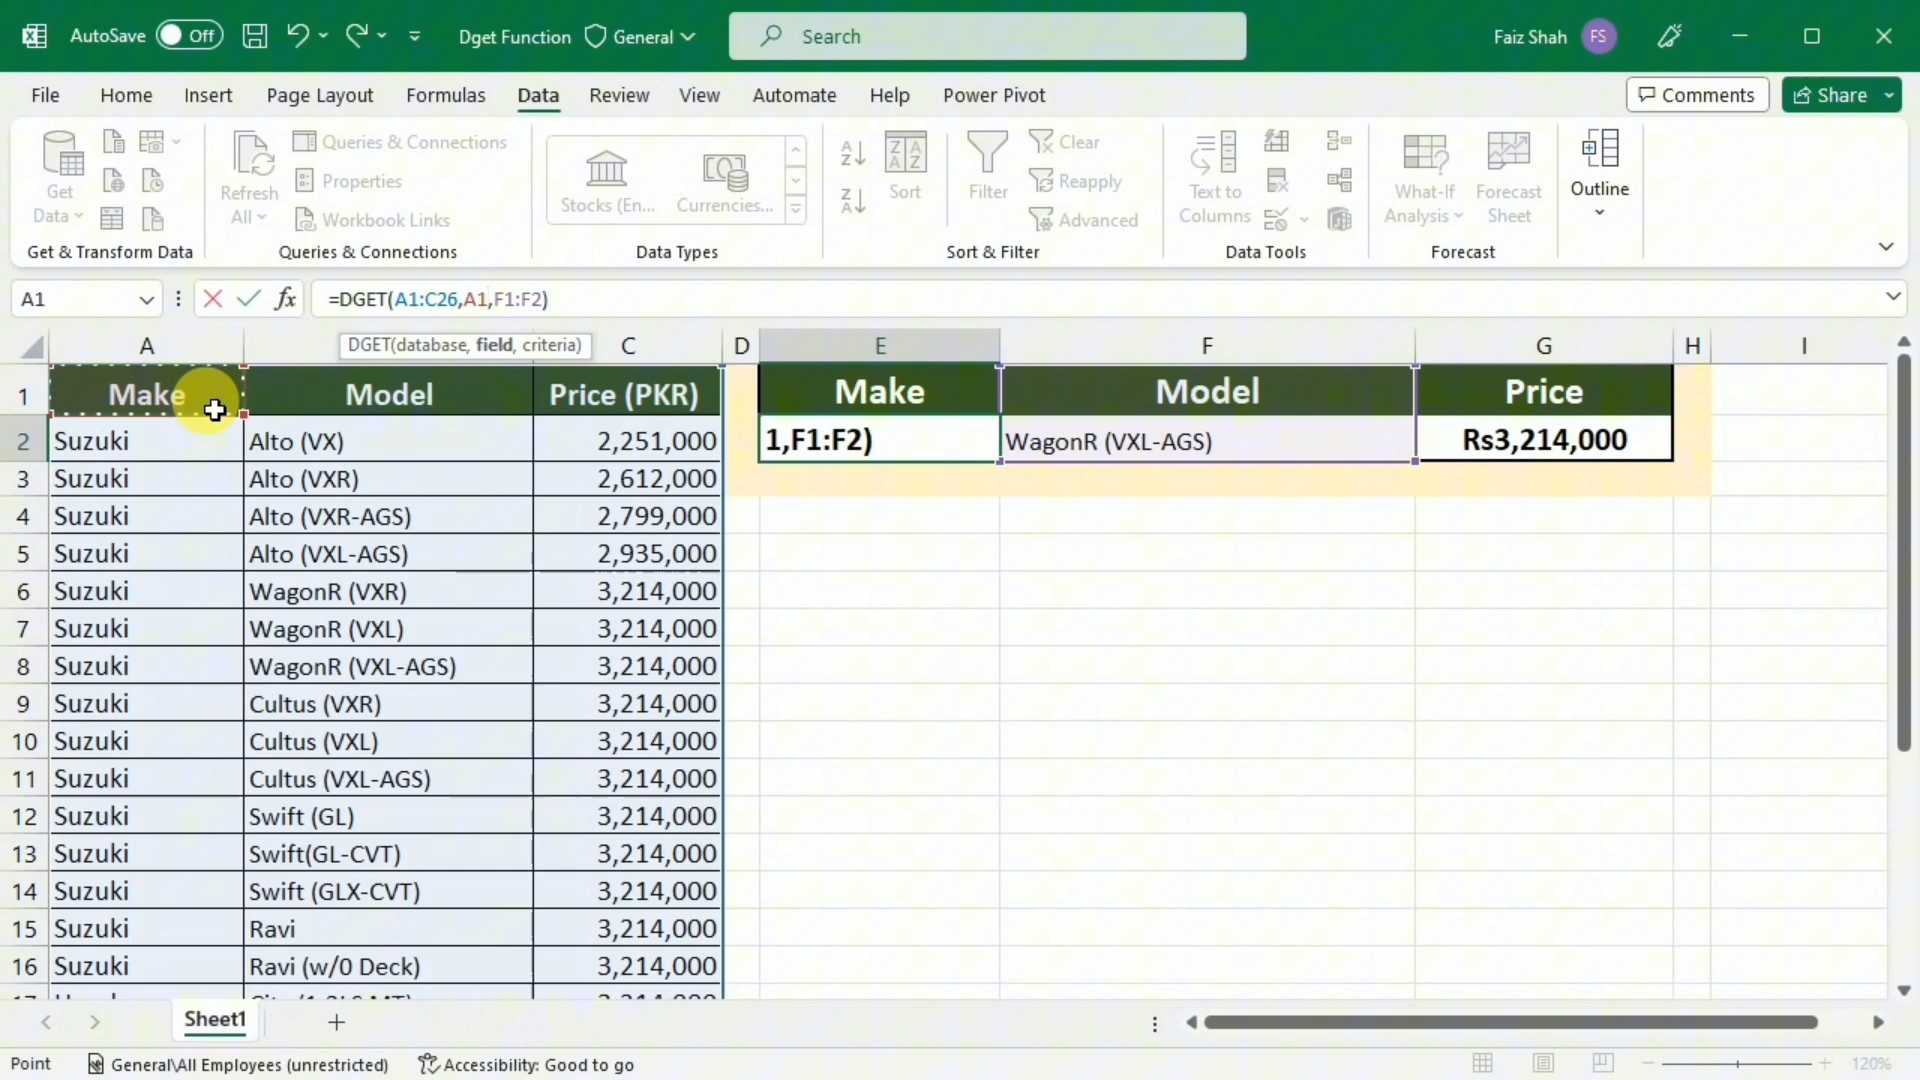 AutoSave Off Dget Function General Search Faiz Shah FS
File Home Insert Page Layout Formulas Data Review View Automate Help Power Pivot Comments Share
Get Data
Refresh All
Queries & Connections
Properties
Workbook Links
Stocks (En... Currencies...
Sort
Filter
Clear
Reapply
Advanced
Text to Columns
What-If Analysis
Forecast Sheet
Outline
Get & Transform Data Queries & Connections Data Types Sort & Filter Data Tools Forecast
A1 fx =DGET(A1:C26,A1,F1:F2)
DGET(database, field, criteria)
A C D E F G H I
1 Make Model Price (PKR) Make Model Price
2 Suzuki Alto (VX) 2,251,000 1,F1:F2) WagonR (VXL-AGS) Rs3,214,000
3 Suzuki Alto (VXR) 2,612,000
4 Suzuki Alto (VXR-AGS) 2,799,000
5 Suzuki Alto (VXL-AGS) 2,935,000
6 Suzuki WagonR (VXR) 3,214,000
7 Suzuki WagonR (VXL) 3,214,000
8 Suzuki WagonR (VXL-AGS) 3,214,000
9 Suzuki Cultus (VXR) 3,214,000
10 Suzuki Cultus (VXL) 3,214,000
11 Suzuki Cultus (VXL-AGS) 3,214,000
12 Suzuki Swift (GL) 3,214,000
13 Suzuki Swift(GL-CVT) 3,214,000
14 Suzuki Swift (GLX-CVT) 3,214,000
15 Suzuki Ravi 3,214,000
16 Suzuki Ravi (w/0 Deck) 3,214,000
Sheet1
Point General\All Employees (unrestricted) Accessibility: Good to go 120%